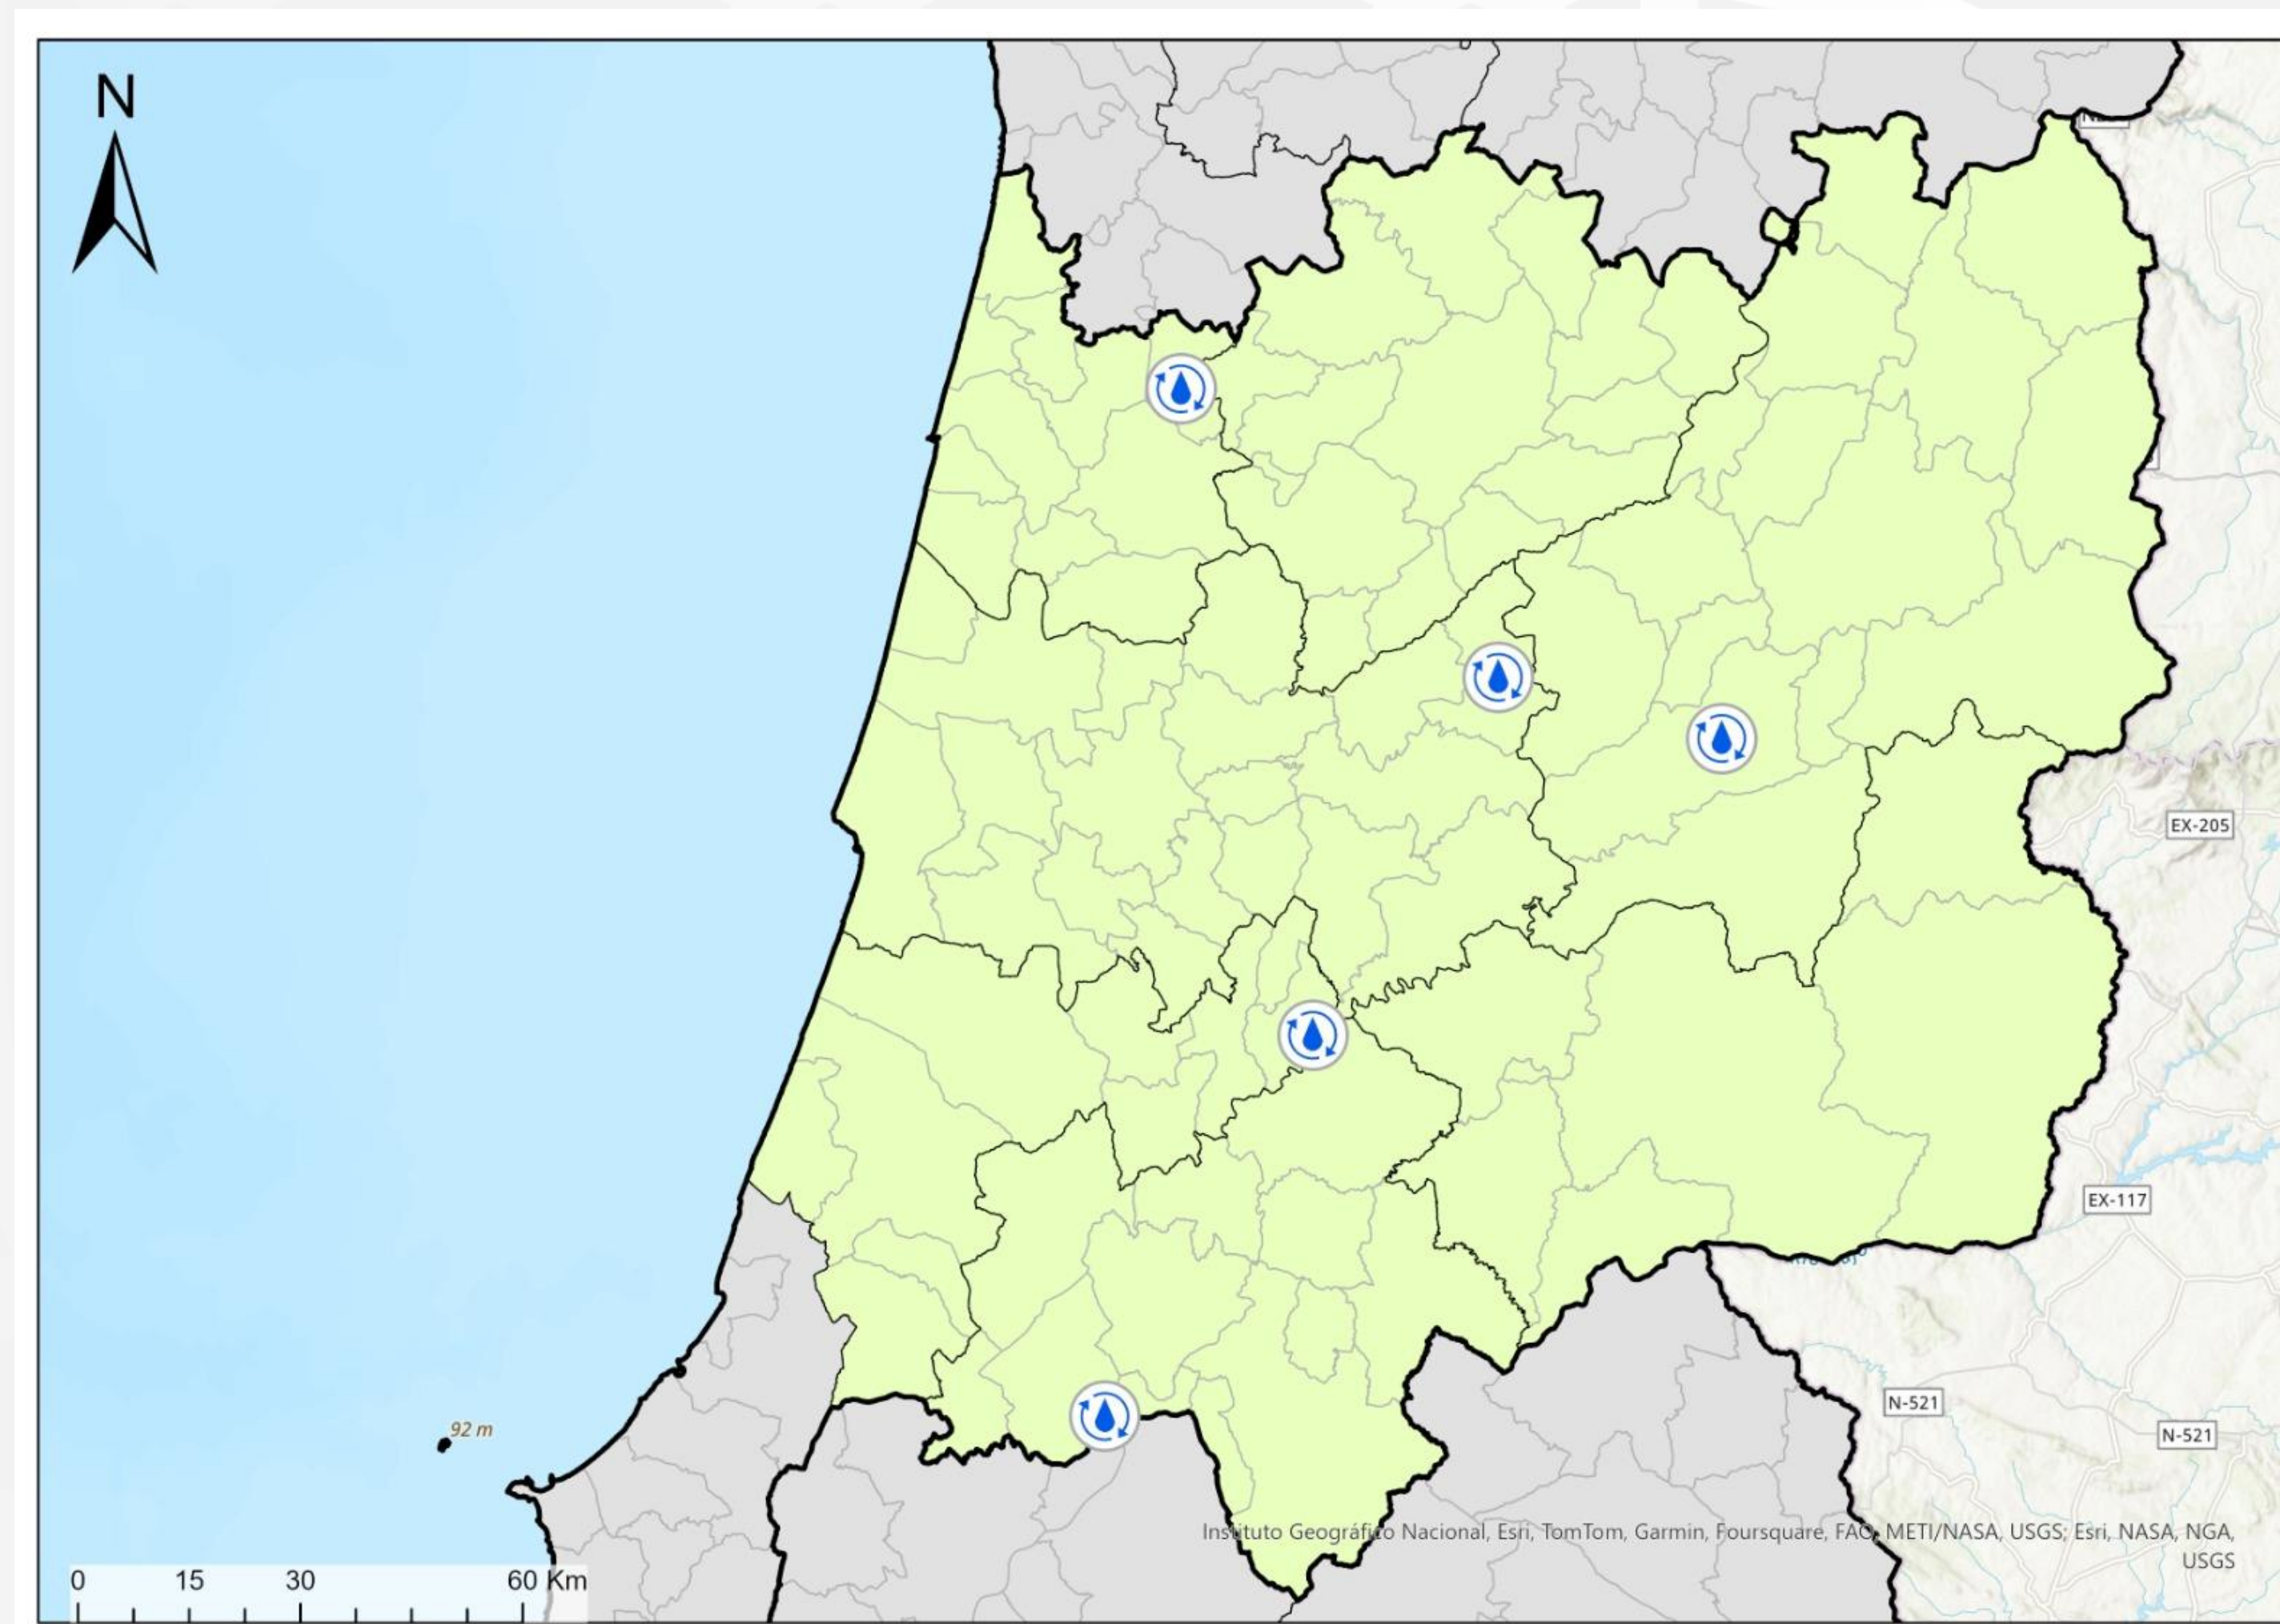 N
EX-205
EX-117
N-521
N-521
92 m
Instituto Geográfico Nacional, Esri, TomTom, Garmin, Foursquare, FAO, METI/NASA, USGS; Esri, NASA, NGA,
USGS
0 15 30 60 Km